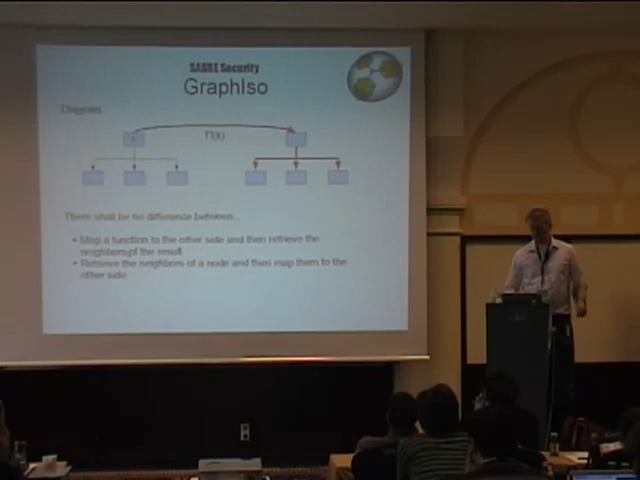 SABRE Security
GraphIso
Diagram:
There shall be no difference between...
• Map a function to the other side and then retrieve the
neighbors of the result
• Retrieve the neighbors of a node and then map them to the
other side